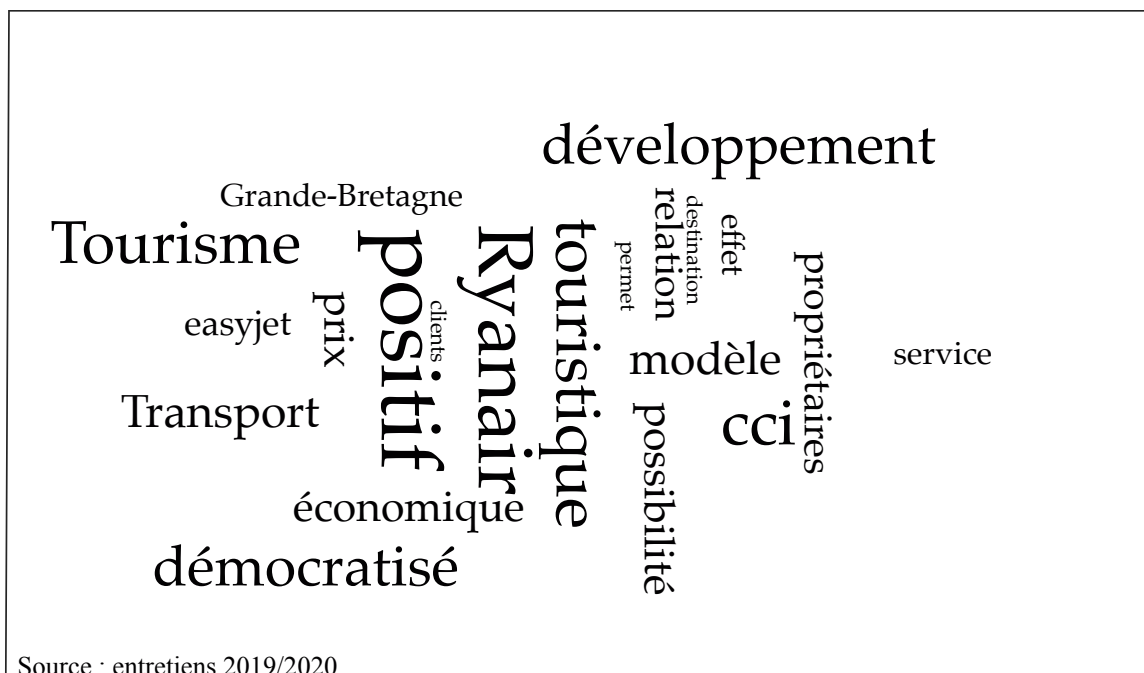 développement
Grande-Bretagne
Tourisme
positif
Ryanair
touristique
permet
relation
destination
effet
propriétaires
easyjet
prix
clients
modèle
service
Transport
possibilité
cci
économique
démocratisé
Source : entretiens 2019/2020